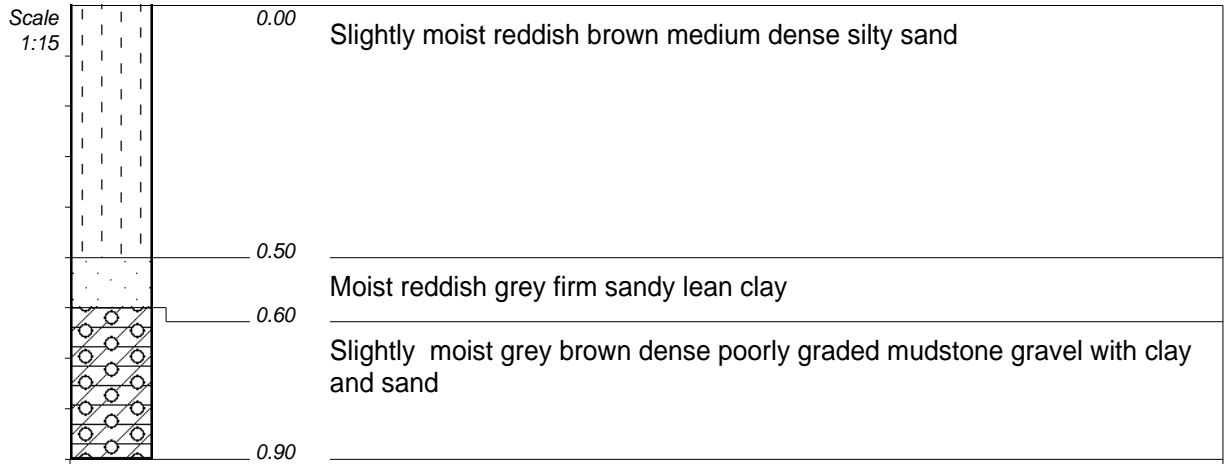 Scale
1:15
0.00
Slightly moist reddish brown medium dense silty sand
0.50
Moist reddish grey firm sandy lean clay
0.60
Slightly  moist grey brown dense poorly graded mudstone gravel with clay
and sand
0.90